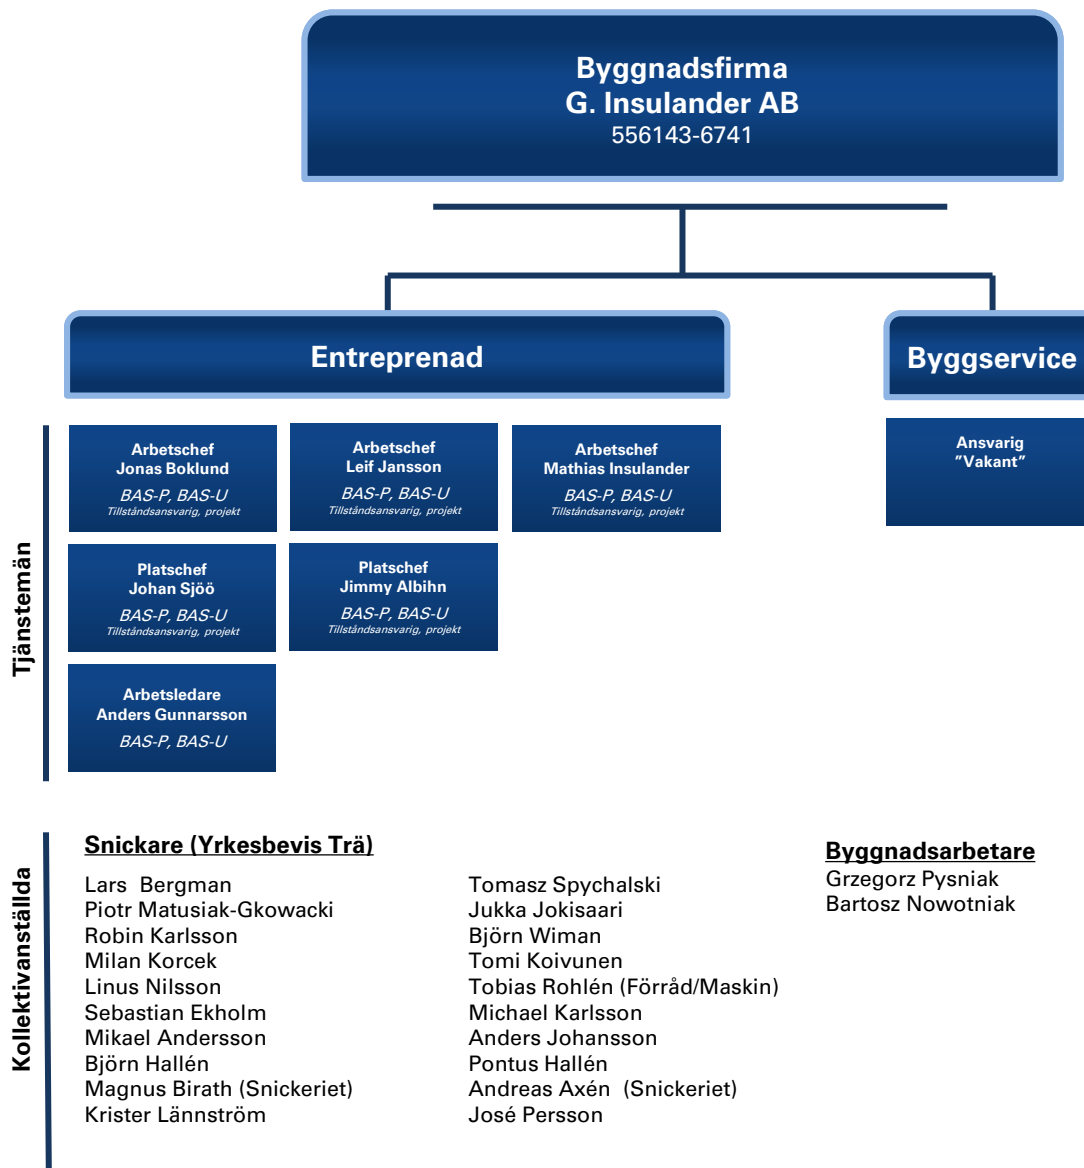 Byggnadsfirma
G. Insulander AB
556143-6741
Entreprenad
Byggservice
Tjänstemän
Arbetschef
Jonas Boklund
BAS-P, BAS-U
Tillståndsansvarig, projekt
Arbetschef
Leif Jansson
BAS-P, BAS-U
Tillståndsansvarig, projekt
Arbetschef
Mathias Insulander
BAS-P, BAS-U
Tillståndsansvarig, projekt
Ansvarig
”Vakant”
Platschef
Johan Sjöö
BAS-P, BAS-U
Tillståndsansvarig, projekt
Platschef
Jimmy Albihn
BAS-P, BAS-U
Tillståndsansvarig, projekt
Arbetsledare
Anders Gunnarsson
BAS-P, BAS-U
Kollektivanställda
Snickare (Yrkesbevis Trä)
Lars  Bergman
Piotr Matusiak-Gkowacki
Robin Karlsson
Milan Korcek
Linus Nilsson
Sebastian Ekholm
Mikael Andersson
Björn Hallén
Magnus Birath (Snickeriet)
Krister Lännström
Tomasz Spychalski
Jukka Jokisaari
Björn Wiman
Tomi Koivunen
Tobias Rohlén (Förråd/Maskin)
Michael Karlsson
Anders Johansson
Pontus Hallén
Andreas Axén  (Snickeriet)
José Persson
Byggnadsarbetare
Grzegorz Pysniak
Bartosz Nowotniak